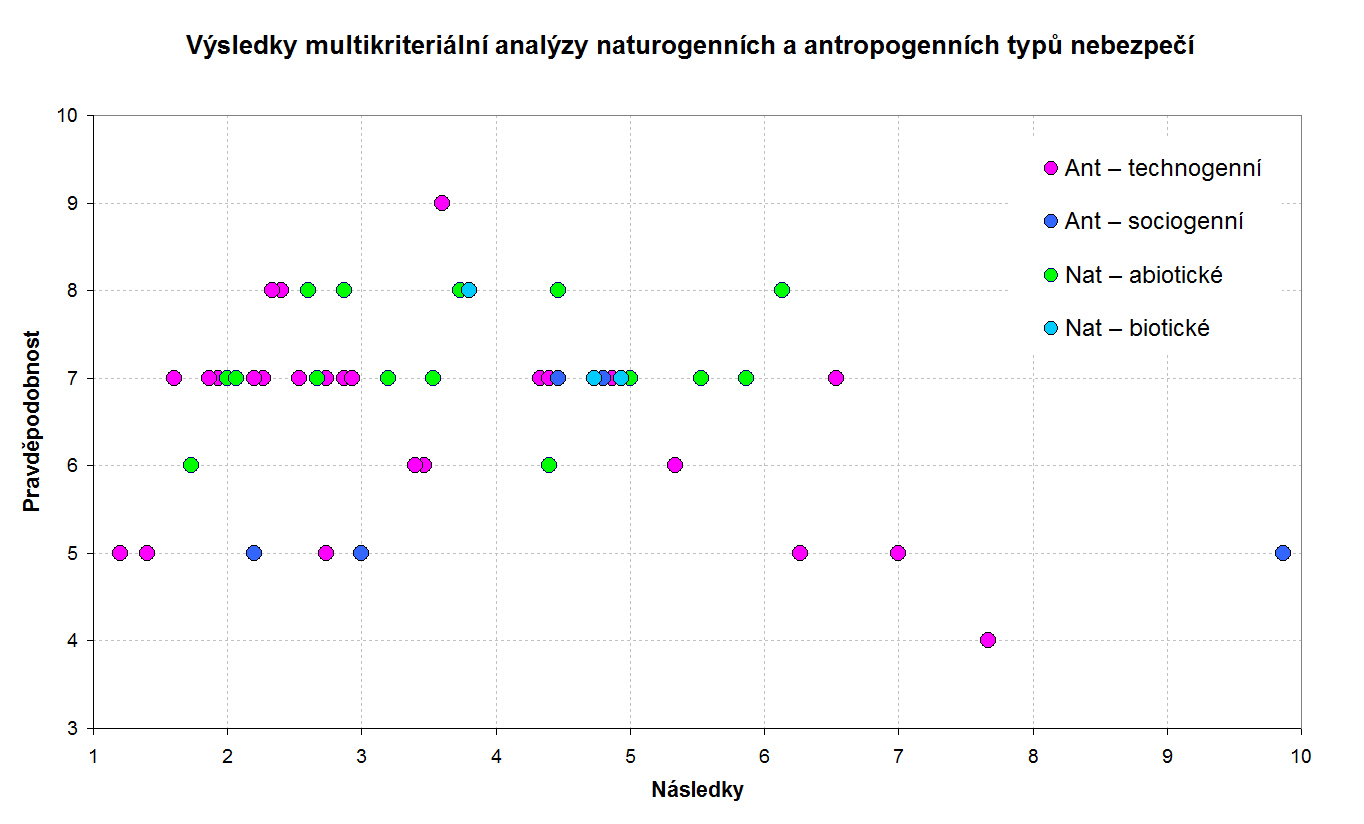 Výsledky multikriteriální analýzy naturogenních a antropogenních typů nebezpečí
10
9
8
7
6
5
4
3
Pravděpodobnost
Ant – technogenní
Ant – sociogenní
Nat – abiotické
Nat – biotické
1 2 3 4 5 6 7 8 9 10
Následky